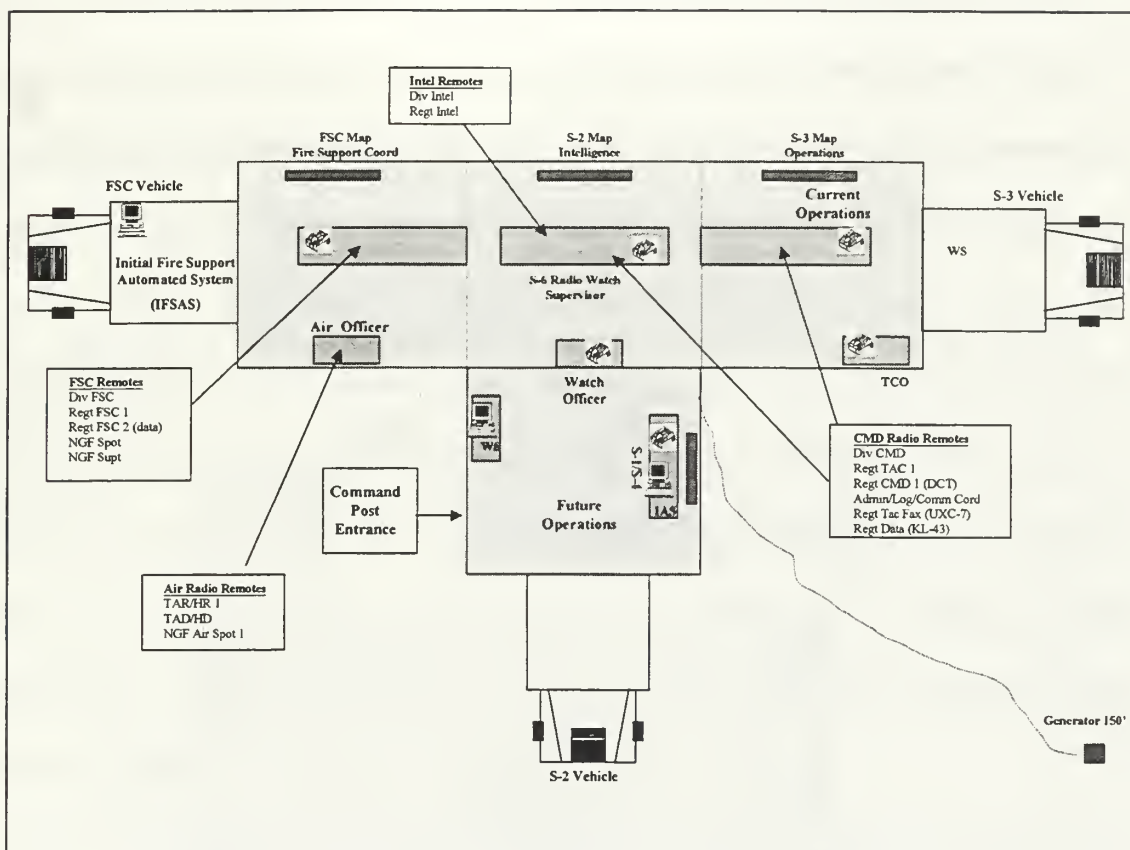 Intel Remotes
Div Intel
Regt Intel
FSC Map
Fire Support Coord
S-2 Map
Intelligence
S-3 Map
Operations
FSC Vehicle
Current
Operations
S-3 Vehicle
Initial Fire Support
Automated System
(IFSAS)
WS
S-6 Radio Watch
Supervisor
Air Officer
Watch
Officer
TCO
FSC Remotes
Div FSC
Regt FSC 1
Regt FSC 2 (data)
NGF Spot
NGF Supt
WS
S-1/S-4
IAS
CMD Radio Remotes
Div CMD
Regt TAC 1
Regt CMD 1 (DCT)
Admn/Log/Comm Cord
Regt Tac Fax (UXC-7)
Regt Data (KL-43)
Command
Post
Entrance
Future
Operations
Air Radio Remotes
TAR/HR 1
TAD/HD
NGF Air Spot 1
Generator 150'
S-2 Vehicle